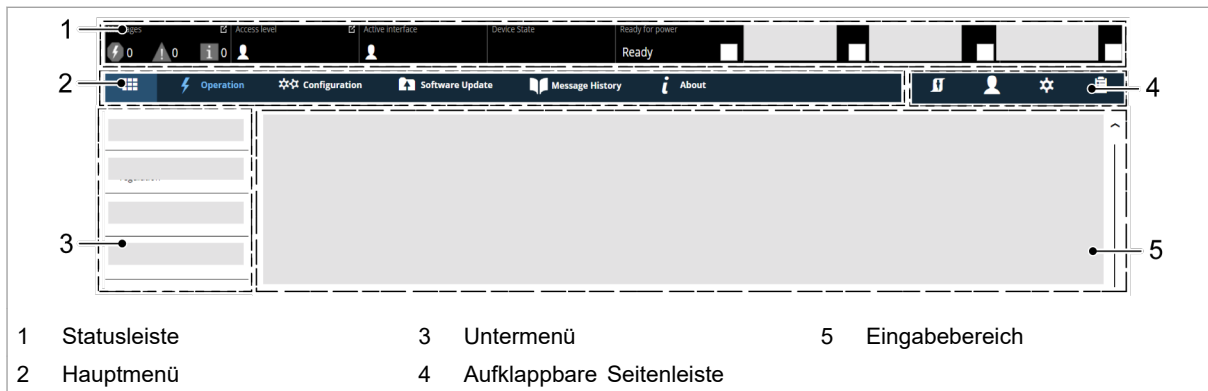 1
Access level
Active interface
Device State
Ready for power
0
0
0
Ready
2
Operation
Configuration
Software Update
Message History
i
About
4
3
5
1 Statusleiste
3 Untermenü
5 Eingabebereich
2 Hauptmenü
4 Aufklappbare Seitenleiste